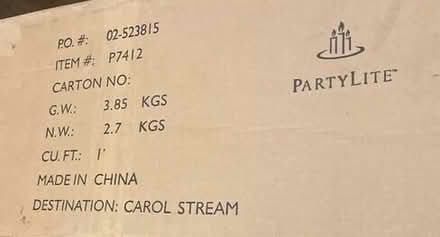 P.O. #: 02-523815
ITEM #: P7412
CARTON NO:
G.W.: 3.85 KGS
N.W.: 2.7 KGS
CU. FT.: 1'
MADE IN CHINA
DESTINATION: CAROL STREAM
PARTYLITE™